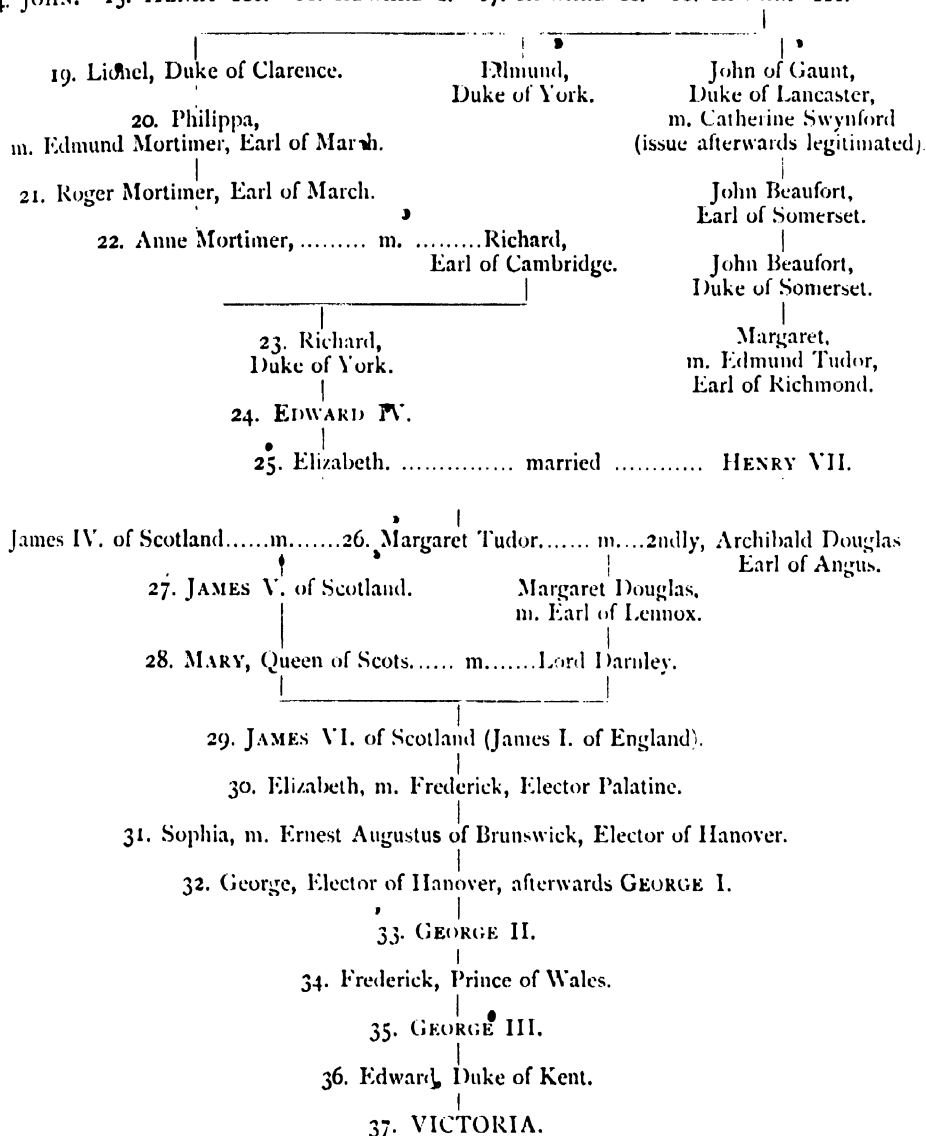 19. Lionel, Duke of Clarence.
Edmund,
Duke of York.
John of Gaunt,
Duke of Lancaster,
m. Catherine Swynford
(issue afterwards legitimated).
20. Philippa,
m. Edmund Mortimer, Earl of March.
21. Roger Mortimer, Earl of March.
John Beaufort,
Earl of Somerset.
22. Anne Mortimer, ......... m. .........Richard,
Earl of Cambridge.
John Beaufort,
Duke of Somerset.
23. Richard,
Duke of York.
Margaret,
m. Edmund Tudor,
Earl of Richmond.
24. EDWARD IV.
25. Elizabeth. ............... married ............ HENRY VII.
James IV. of Scotland......m.......26. Margaret Tudor....... m....2ndly, Archibald Douglas
Earl of Angus.
27. JAMES V. of Scotland.
Margaret Douglas,
m. Earl of Lennox.
28. MARY, Queen of Scots...... m.......Lord Darnley.
29. JAMES VI. of Scotland (James I. of England).
30. Elizabeth, m. Frederick, Elector Palatine.
31. Sophia, m. Ernest Augustus of Brunswick, Elector of Hanover.
32. George, Elector of Hanover, afterwards GEORGE I.
33. GEORGE II.
34. Frederick, Prince of Wales.
35. GEORGE III.
36. Edward, Duke of Kent.
37. VICTORIA.